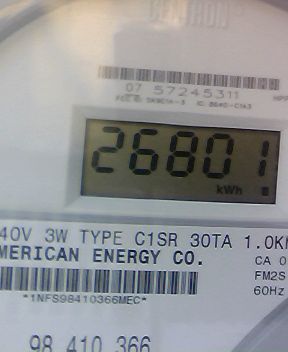 CENTRON
07 57245311
26801
kWh
40V 3W TYPE C1SR 30TA 1.0K
MERICAN ENERGY CO.
CA 0
FM2S
60Hz
*1NFS98410366MEC*
98 410 366